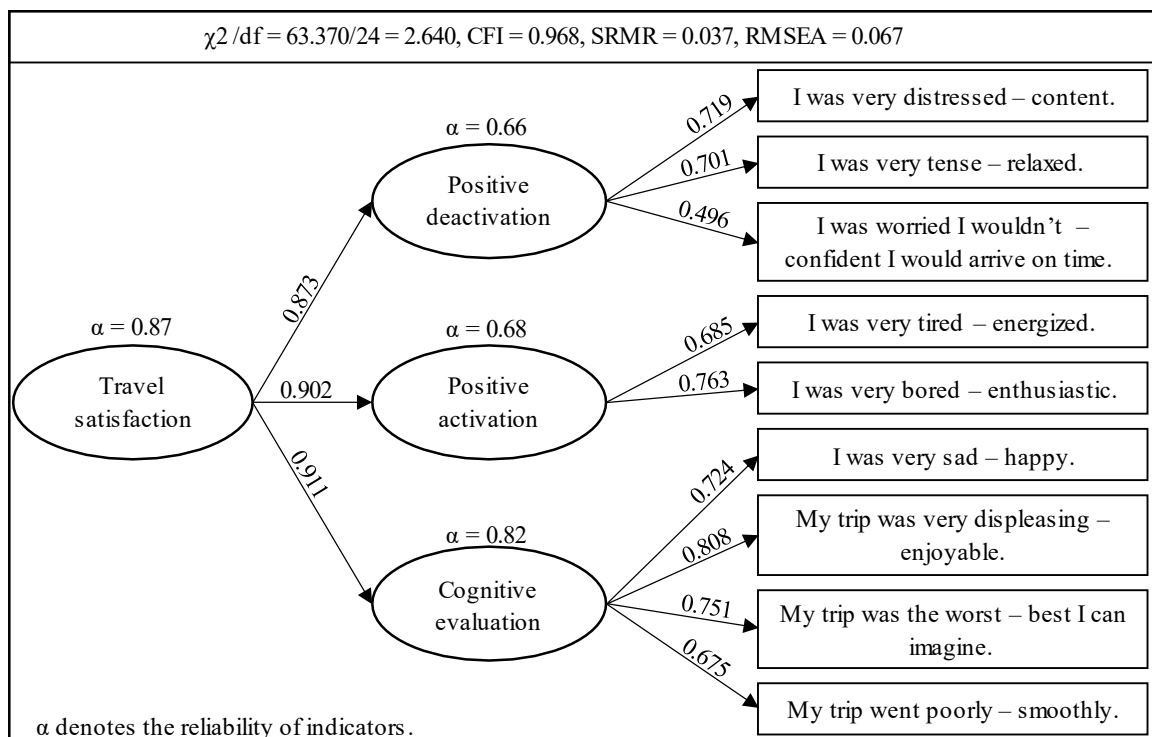 χ2 /df = 63.370/24 = 2.640, CFI = 0.968, SRMR = 0.037, RMSEA = 0.067
α = 0.87
Travel
satisfaction
0.873
0.902
0.911
α = 0.66
Positive
deactivation
0.719
0.701
0.496
I was very distressed – content.
I was very tense – relaxed.
I was worried I wouldn’t –
confident I would arrive on time.
α = 0.68
Positive
activation
0.685
0.763
I was very tired – energized.
I was very bored – enthusiastic.
α = 0.82
Cognitive
evaluation
0.724
0.808
0.751
0.675
I was very sad – happy.
My trip was very displeasing –
enjoyable.
My trip was the worst – best I can
imagine.
My trip went poorly – smoothly.
α denotes the reliability of indicators.